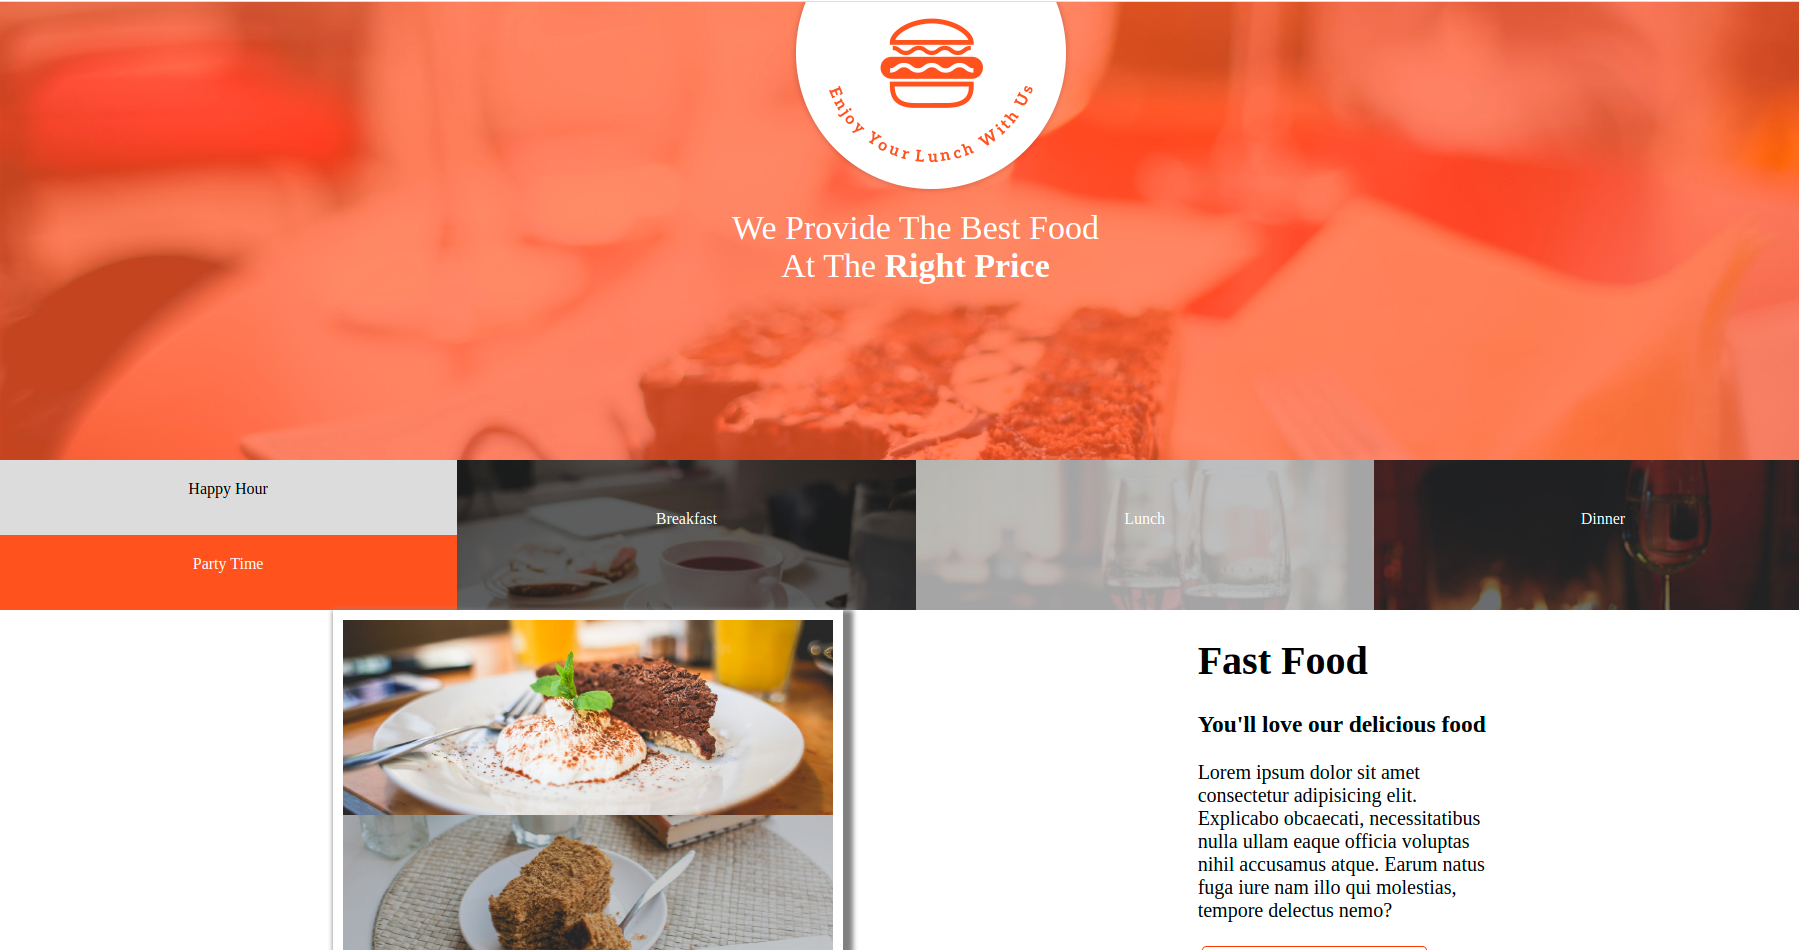 Enjoy Your Lunch With Us
We Provide The Best Food
At The Right Price
Happy Hour
Party Time
Breakfast
Lunch
Dinner
Fast Food
You'll love our delicious food
Lorem ipsum dolor sit amet
consectetur adipisicing elit.
Explicabo obcaecati, necessitatibus
nulla ullam eaque officia voluptas
nihil accusamus atque. Earum natus
fuga iure nam illo qui molestias,
tempore delectus nemo?